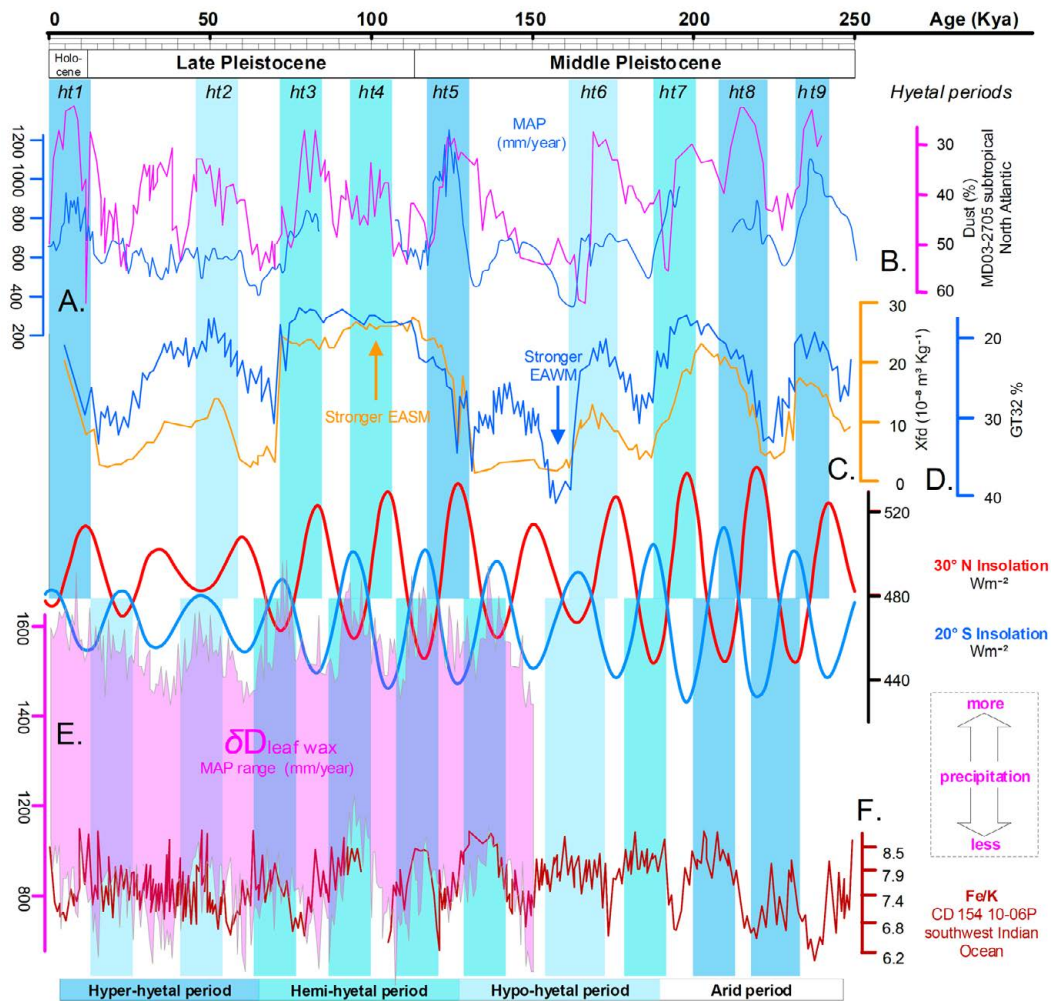 0 50 100 150 200 250 Age (Kya)
Holo-
cene
Late Pleistocene
Middle Pleistocene
ht1 ht2 ht3 ht4 ht5 ht6 ht7 ht8 ht9
Hyetal periods
MAP
(mm/year)
1200
1000
800
600
400
200
A.
30
40
50
60
Dust (%)
MD03-2705 subtropical
North Atlantic
B.
Stronger EASM
Stronger
EAWM
30
20
10
0
Xfd (10⁻⁸ m³ Kg⁻¹)
C.
20
30
40
GT32 %
D.
520
480
440
30° N Insolation
Wm⁻²
20° S Insolation
Wm⁻²
1600
1400
1200
800
E.
δD leaf wax
MAP range (mm/year)
more
precipitation
less
F.
8.5
7.9
7.4
6.8
6.2
Fe/K
CD 154 10-06P
southwest Indian
Ocean
Hyper-hyetal period
Hemi-hyetal period
Hypo-hyetal period
Arid period